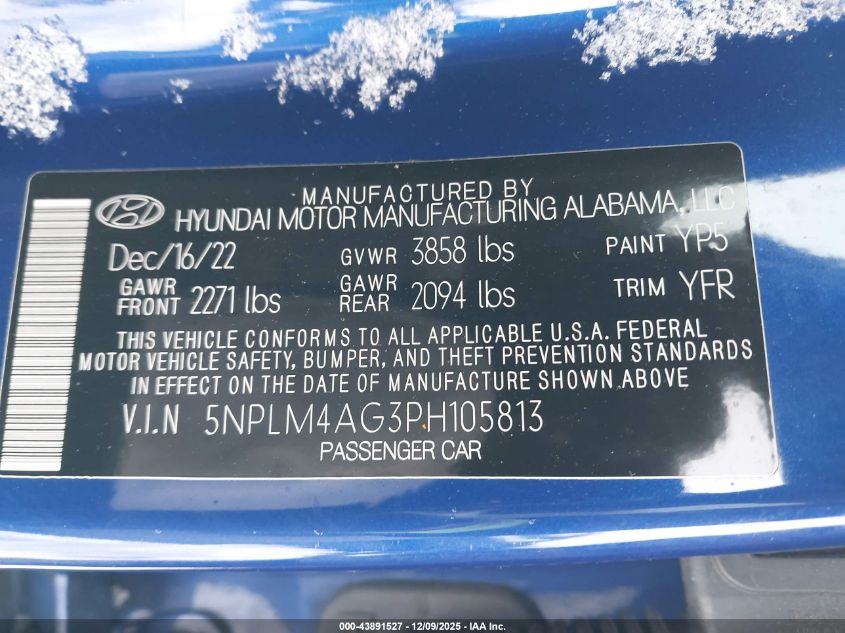 MANUFACTURED BY
HYUNDAI MOTOR MANUFACTURING ALABAMA, LLC
Dec/16/22 GVWR 3858 lbs PAINT YP5
GAWR FRONT 2271 lbs GAWR REAR 2094 lbs TRIM YFR
THIS VEHICLE CONFORMS TO ALL APPLICABLE U.S.A. FEDERAL
MOTOR VEHICLE SAFETY, BUMPER, AND THEFT PREVENTION STANDARDS
IN EFFECT ON THE DATE OF MANUFACTURE SHOWN ABOVE
V.I.N 5NPLM4AG3PH105813
PASSENGER CAR
000-43891527 - 12/09/2025 - IAA Inc.